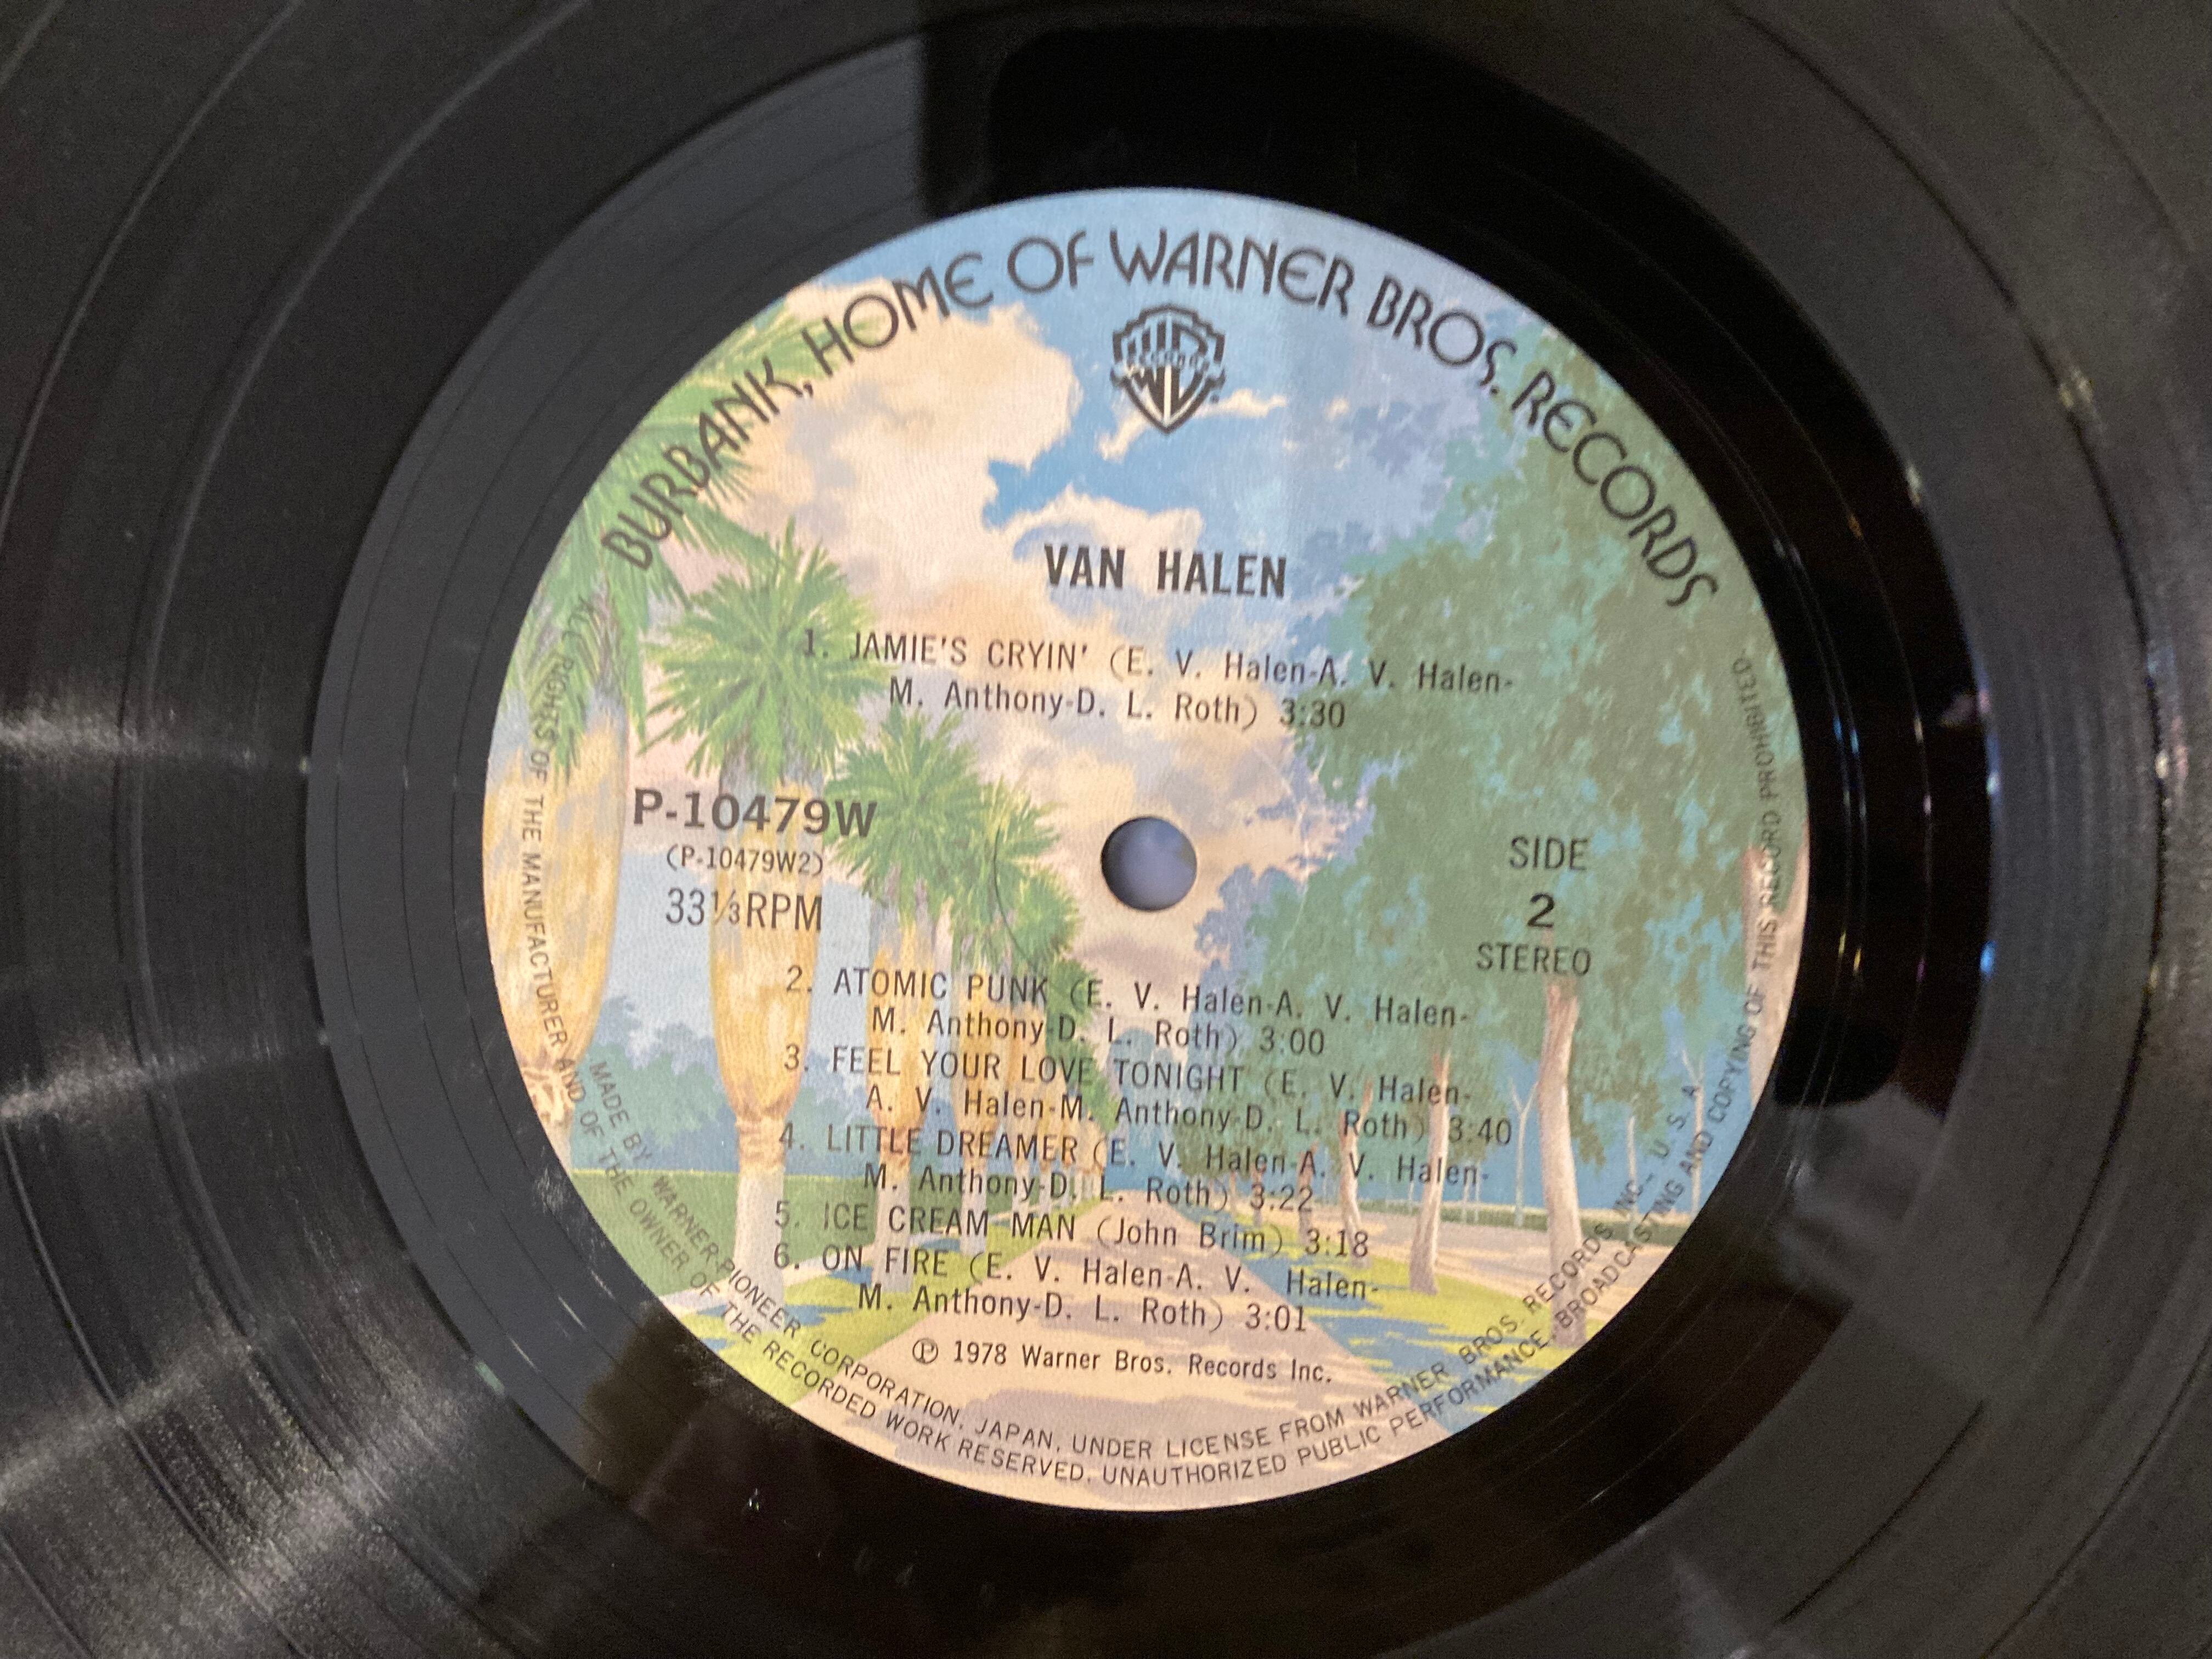 BURBANK, HOME OF WARNER BROS. RECORDS
VAN HALEN
1. JAMIE'S CRYIN' (E. V. Halen-A. V. Halen-
M. Anthony-D. L. Roth) 3:30
P-10479W
(P-10479W2)
33⅓RPM
SIDE
2
STEREO
2. ATOMIC PUNK (E. V. Halen-A. V. Halen-
M. Anthony-D. L. Roth) 3:00
3. FEEL YOUR LOVE TONIGHT (E. V. Halen-
A. V. Halen-M. Anthony-D. L. Roth) 3:40
4. LITTLE DREAMER (E. V. Halen-A. V. Halen-
M. Anthony-D. L. Roth) 3:22
5. ICE CREAM MAN (John Brim) 3:18
6. ON FIRE (E. V. Halen-A. V. Halen-
M. Anthony-D. L. Roth) 3:01
Ⓟ 1978 Warner Bros. Records Inc.
MADE BY WARNER-PIONEER CORPORATION, JAPAN, UNDER LICENSE FROM WARNER BROS. RECORDS INC., U. S. A.
ALL RIGHTS OF THE MANUFACTURER AND OF THE OWNER OF THE RECORDED WORK RESERVED. UNAUTHORIZED PUBLIC PERFORMANCE, BROADCASTING AND COPYING OF THIS RECORD PROHIBITED.